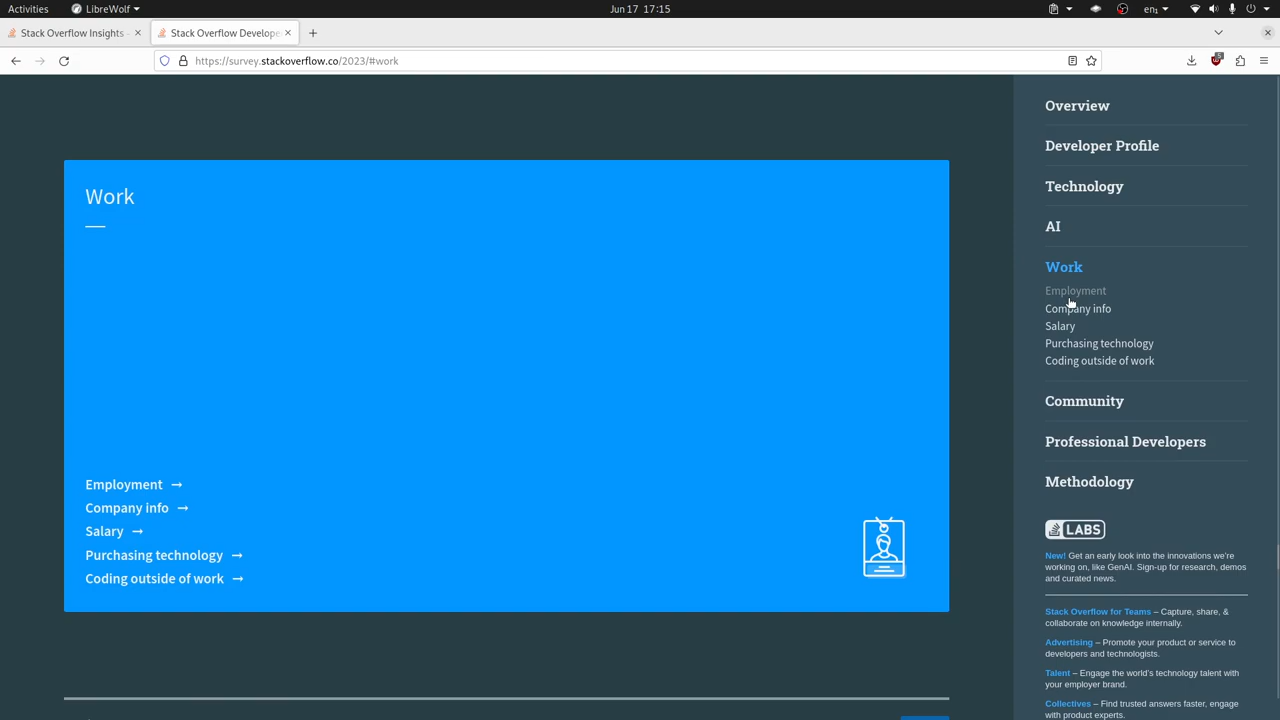 Activities
LibreWolf
Jun 17 17:15
en1
Stack Overflow Insights -
Stack Overflow Develope
https://survey.stackoverflow.co/2023/#work
Work
Employment →
Company info →
Salary →
Purchasing technology →
Coding outside of work →
Overview
Developer Profile
Technology
AI
Work
Employment
Company info
Salary
Purchasing technology
Coding outside of work
Community
Professional Developers
Methodology
LABS
New! Get an early look into the innovations we're
working on, like GenAI. Sign-up for research, demos
and curated news.
Stack Overflow for Teams – Capture, share, &
collaborate on knowledge internally.
Advertising – Promote your product or service to
developers and technologists.
Talent – Engage the world's technology talent with
your employer brand.
Collectives – Find trusted answers faster, engage
with product experts.